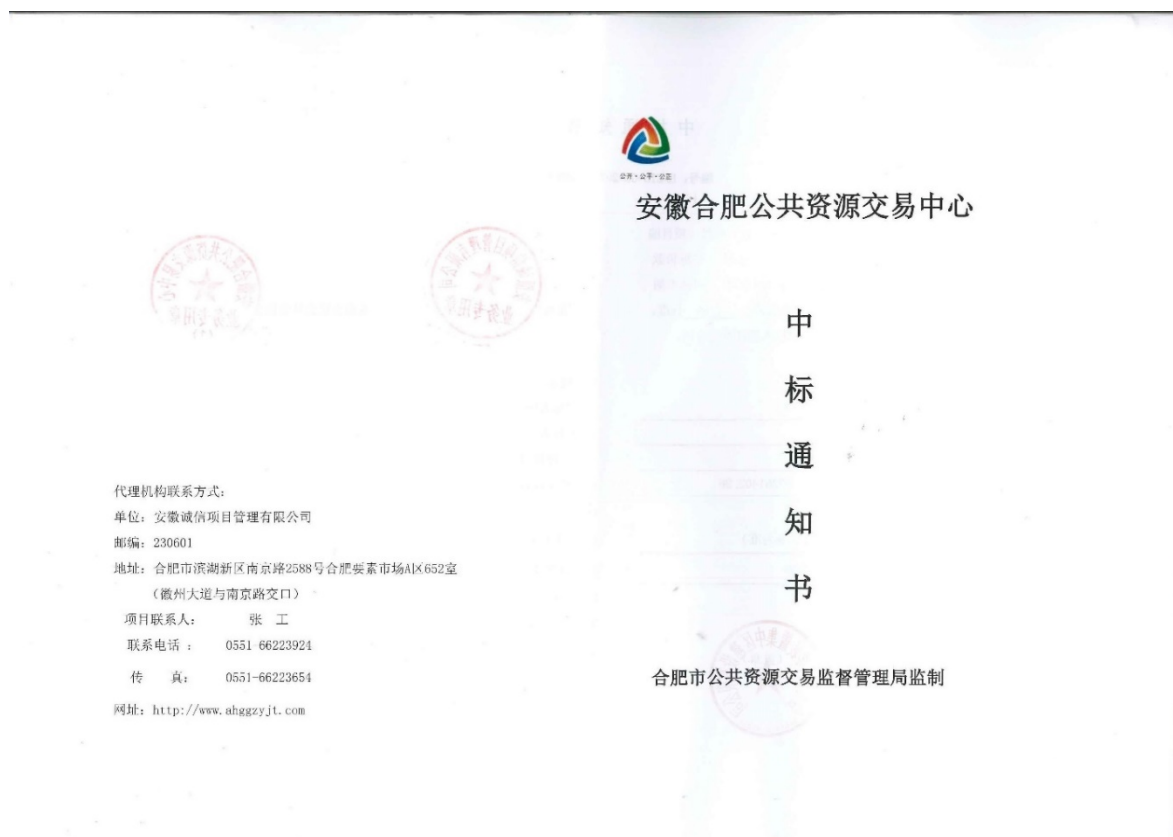 代理机构联系方式：
单位：安徽诚信项目管理有限公司
邮编：230601
地址：合肥市滨湖新区南京路2588号合肥要素市场A区652室
（徽州大道与南京路交口）
项目联系人： 张 工
联系电话： 0551-66223924
传 真： 0551-66223654
网址：http://www.ahggzyjt.com
公开·公平·公正
安徽合肥公共资源交易中心
中
标
通
知
书
合肥市公共资源交易监督管理局监制